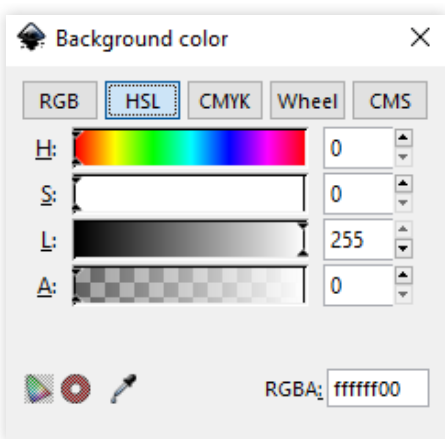 Background color
RGB HSL CMYK Wheel CMS
H: 0
S: 0
L: 255
A: 0
RGBA: ffffff00